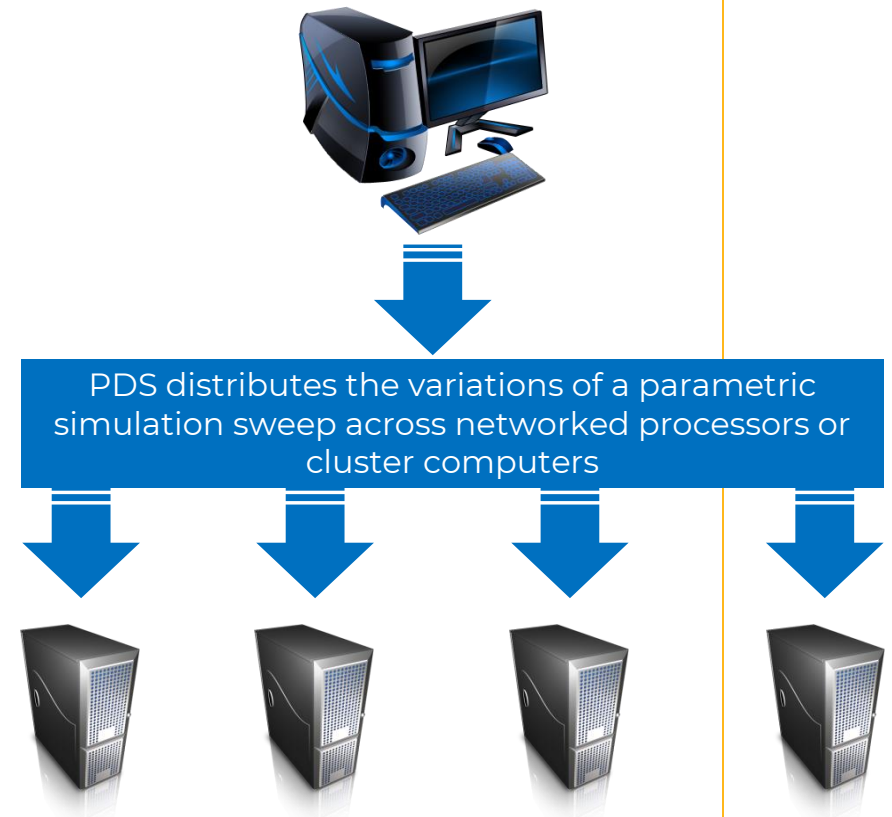 PDS distributes the variations of a parametric
simulation sweep across networked processors or
cluster computers